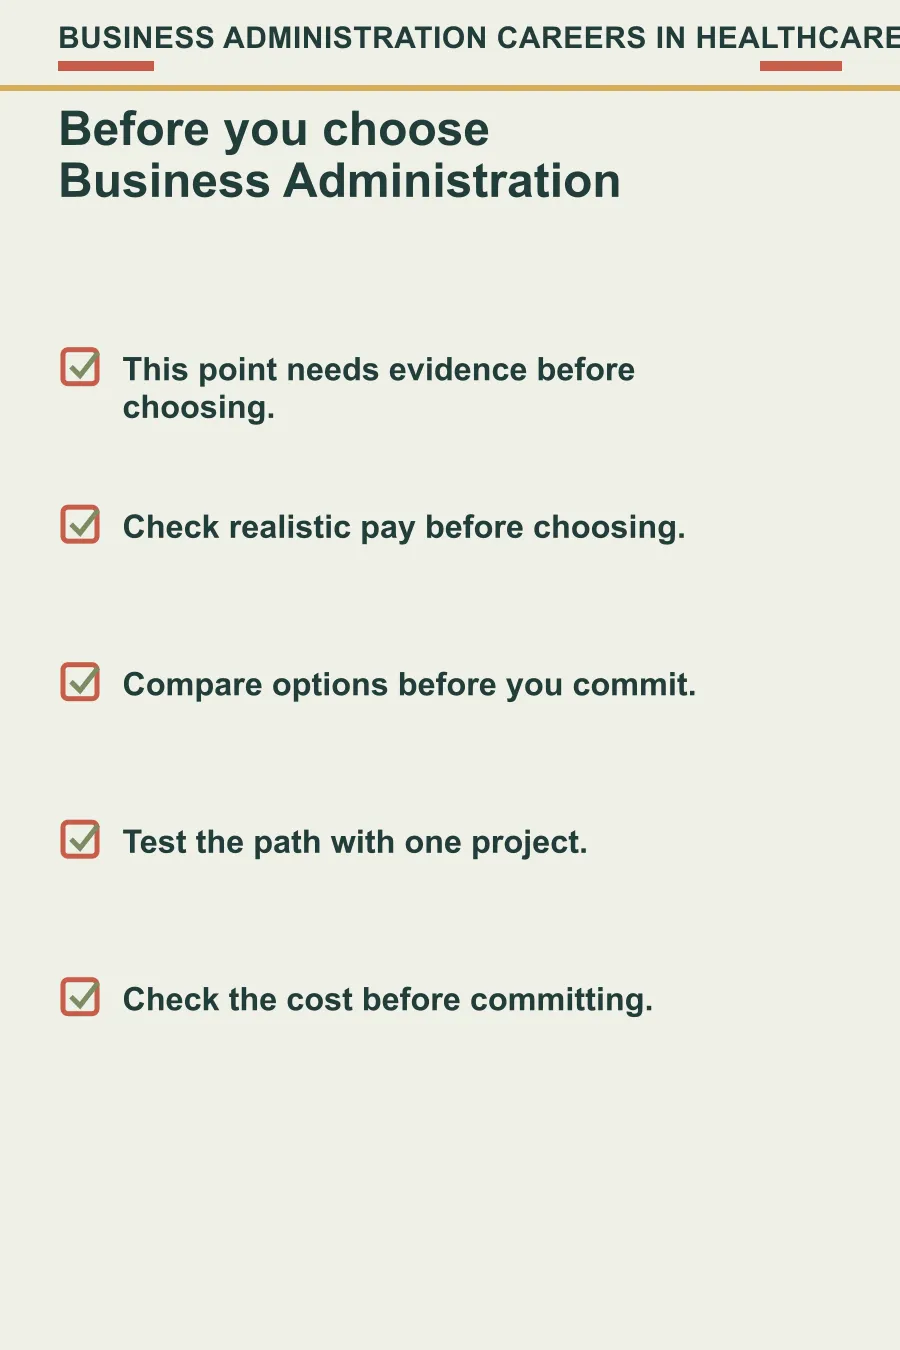 BUSINESS ADMINISTRATION CAREERS IN HEALTHCARE
Before you choose
Business Administration
This point needs evidence before
choosing.
Check realistic pay before choosing.
Compare options before you commit.
Test the path with one project.
Check the cost before committing.